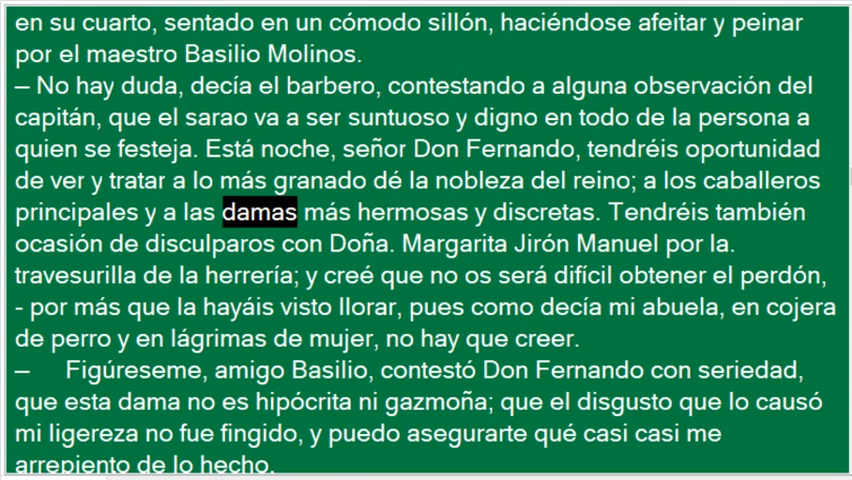 en su cuarto, sentado en un cómodo sillón, haciéndose afeitar y peinar
por el maestro Basilio Molinos.
– No hay duda, decía el barbero, contestando a alguna observación del
capitán, que el sarao va a ser suntuoso y digno en todo de la persona a
quien se festeja. Está noche, señor Don Fernando, tendréis oportunidad
de ver y tratar a lo más granado dé la nobleza del reino; a los caballeros
principales y a las damas más hermosas y discretas. Tendréis también
ocasión de disculparos con Doña. Margarita Jirón Manuel por la.
travesurilla de la herrería; y creé que no os será difícil obtener el perdón,
- por más que la hayáis visto llorar, pues como decía mi abuela, en cojera
de perro y en lágrimas de mujer, no hay que creer.
– Figúreseme, amigo Basilio, contestó Don Fernando con seriedad,
que esta dama no es hipócrita ni gazmoña; que el disgusto que lo causó
mi ligereza no fue fingido, y puedo asegurarte qué casi casi me
arrepiento de lo hecho.